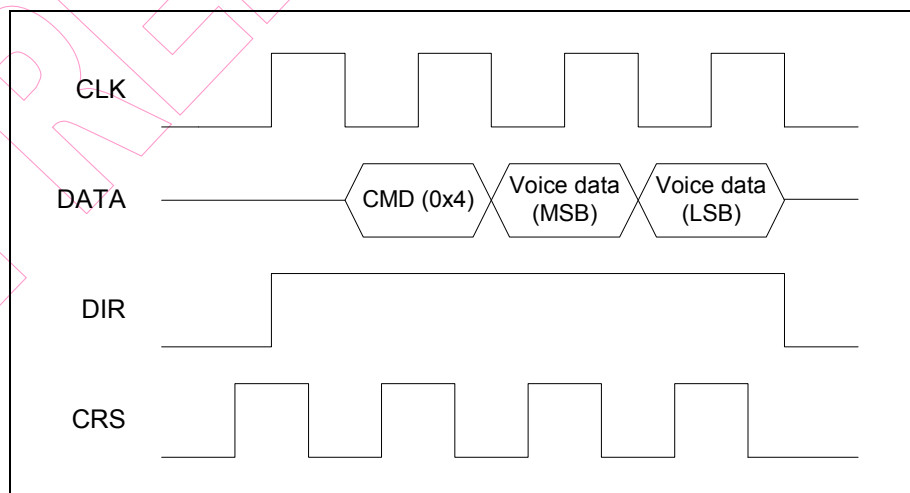 CLK
DATA
CMD (0x4)
Voice data
(MSB)
Voice data
(LSB)
DIR
CRS